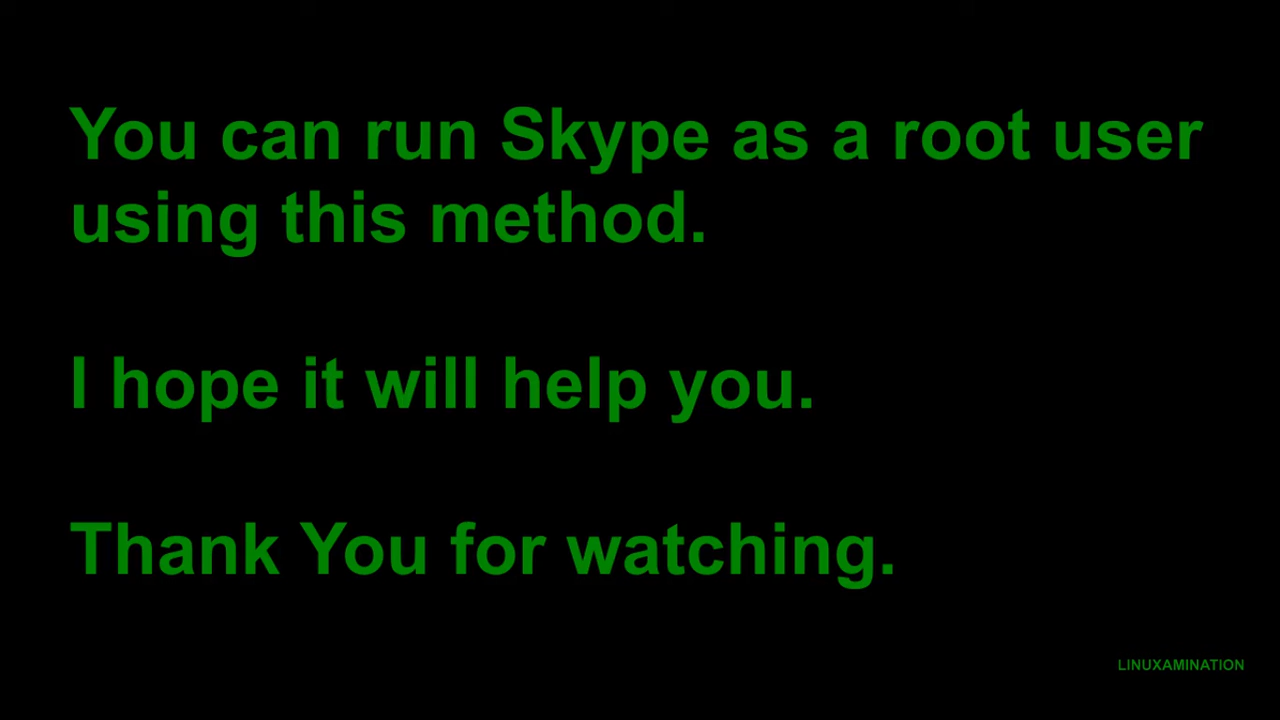 You can run Skype as a root user
using this method.
I hope it will help you.
Thank You for watching.
LINUXAMINATION